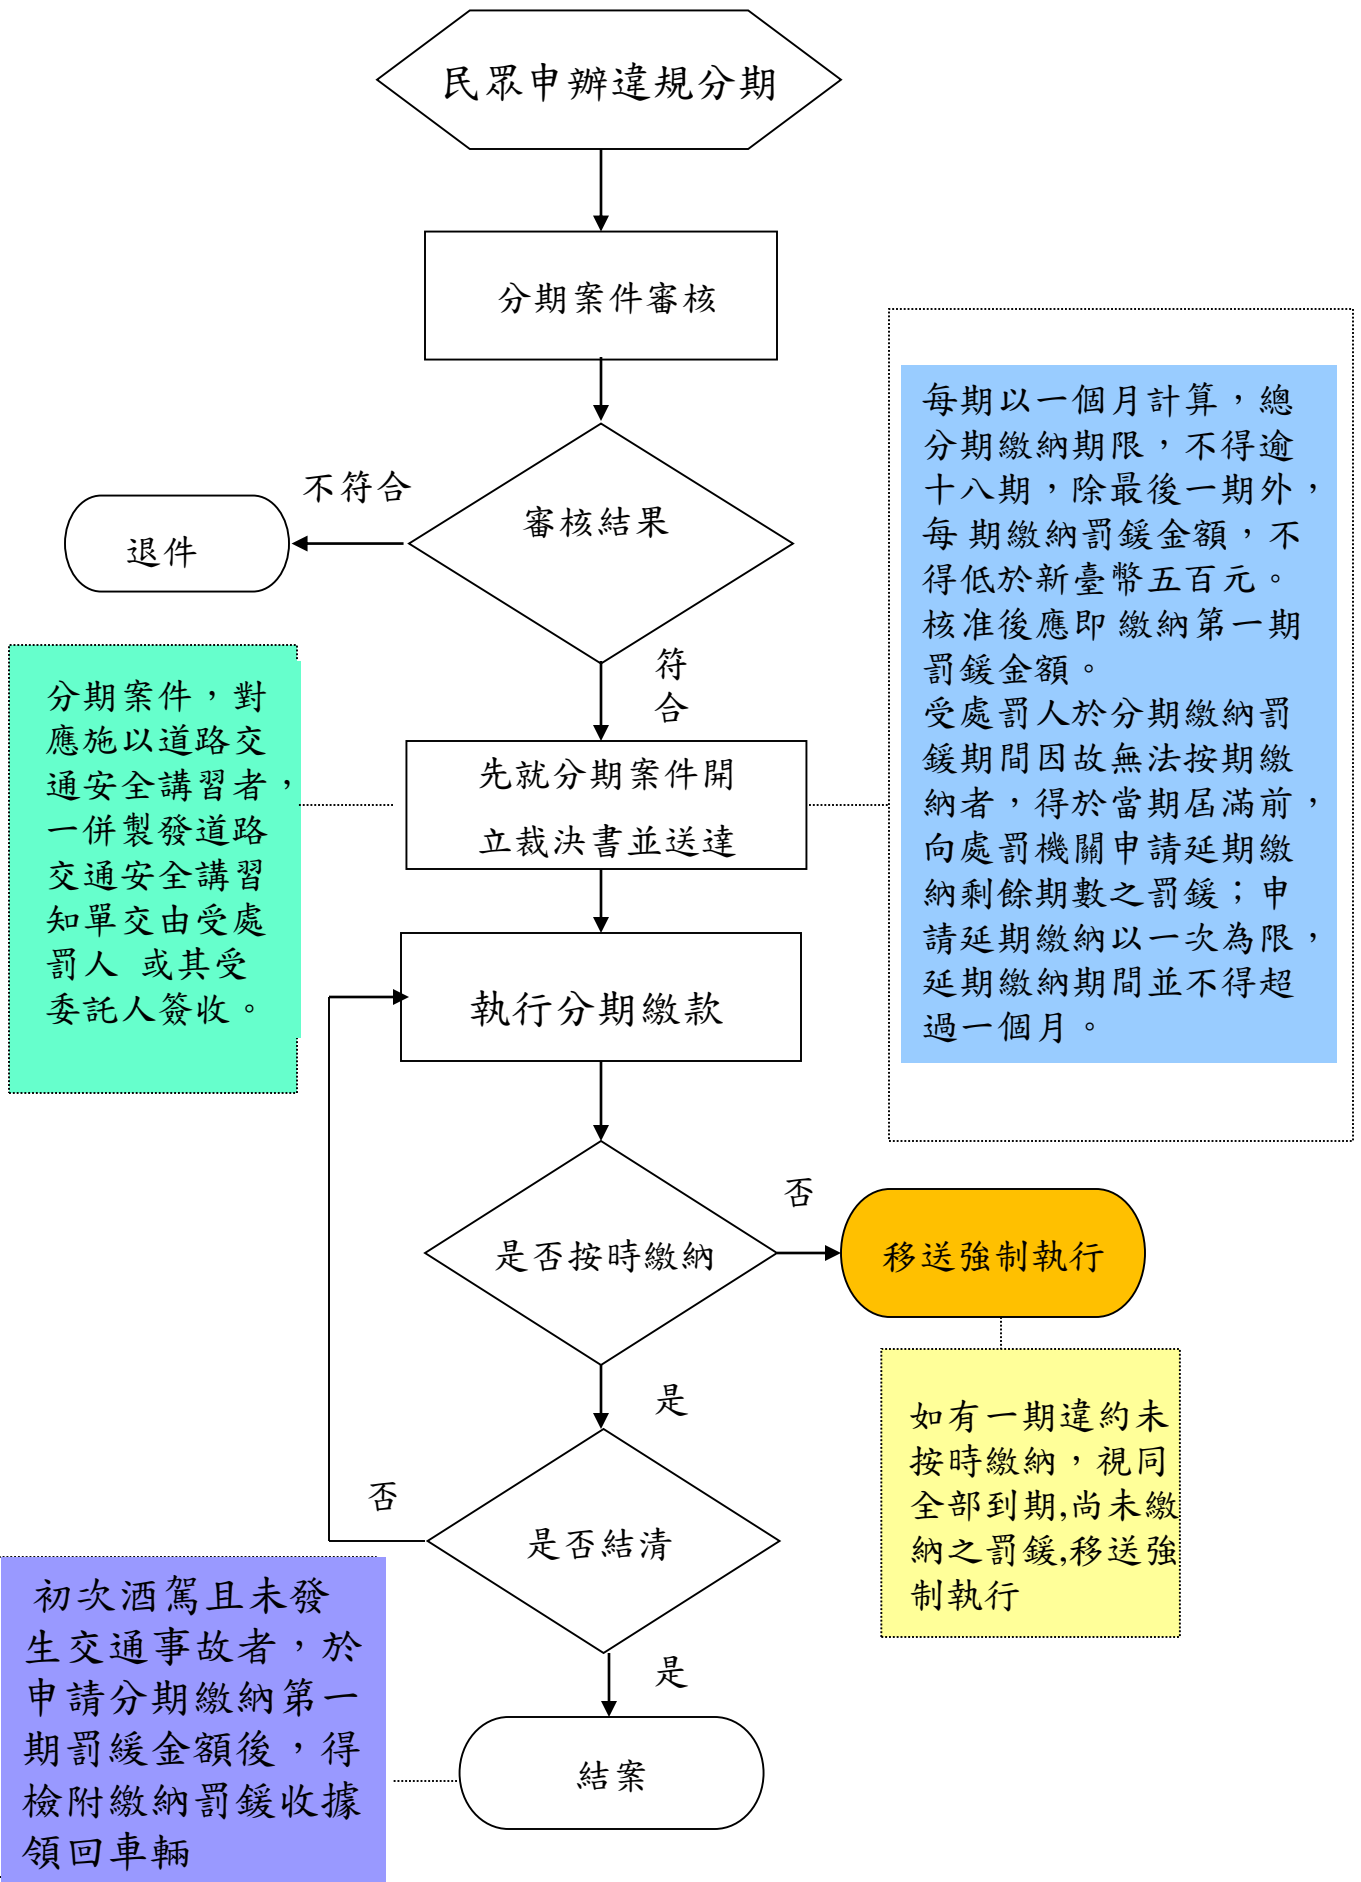 民眾申辦違規分期
分期案件審核
審核結果
不符合
退件
符
合
先就分期案件開
立裁決書並送達
分期案件，對
應施以道路交
通安全講習者，
一併製發道路
交通安全講習
知單交由受處
罰人 或其受
委託人簽收。
每期以一個月計算，總
分期繳納期限，不得逾
十八期，除最後一期外，
每 期繳納罰鍰金額，不
得低於新臺幣五百元。
核准後應即 繳納第一期
罰鍰金額。
受處罰人於分期繳納罰
鍰期間因故無法按期繳
納者，得於當期屆滿前，
向處罰機關申請延期繳
納剩餘期數之罰鍰；申
請延期繳納以一次為限，
延期繳納期間並不得超
過一個月。
執行分期繳款
是否按時繳納
否
移送強制執行
如有一期違約未
按時繳納，視同
全部到期,尚未繳
納之罰鍰,移送強
制執行
是
是否結清
否
是
結案
初次酒駕且未發
生交通事故者，於
申請分期繳納第一
期罰緩金額後，得
檢附繳納罰鍰收據
領回車輛